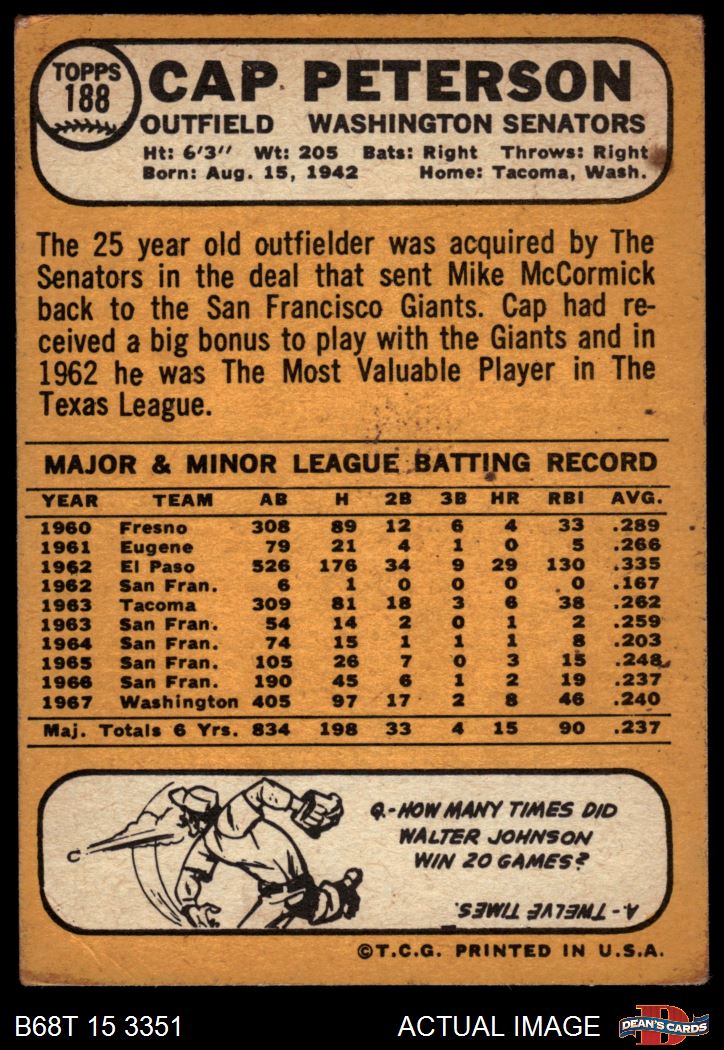 TOPPS
188
CAP PETERSON
OUTFIELD WASHINGTON SENATORS
Ht: 6'3" Wt: 205 Bats: Right Throws: Right
Born: Aug. 15, 1942 Home: Tacoma, Wash.
The 25 year old outfielder was acquired by The
Senators in the deal that sent Mike McCormick
back to the San Francisco Giants. Cap had re-
ceived a big bonus to play with the Giants and in
1962 he was The Most Valuable Player in The
Texas League.
MAJOR & MINOR LEAGUE BATTING RECORD
YEAR TEAM AB H 2B 3B HR RBI AVG.
1960 Fresno 308 89 12 6 4 33 .289
1961 Eugene 79 21 4 1 0 5 .266
1962 El Paso 526 176 34 9 29 130 .335
1962 San Fran. 6 1 0 0 0 0 .167
1963 Tacoma 309 81 18 3 6 38 .262
1963 San Fran. 54 14 2 0 1 2 .259
1964 San Fran. 74 15 1 1 1 8 .203
1965 San Fran. 105 26 7 0 3 15 .248
1966 San Fran. 190 45 6 1 2 19 .237
1967 Washington 405 97 17 2 8 46 .240
Maj. Totals 6 Yrs. 834 198 33 4 15 90 .237
Q.-HOW MANY TIMES DID
WALTER JOHNSON
WIN 20 GAMES?
A.-TWELVE TIMES.
©T.C.G. PRINTED IN U.S.A.
B68T 15 3351 ACTUAL IMAGE
D
DEAN'S CARDS